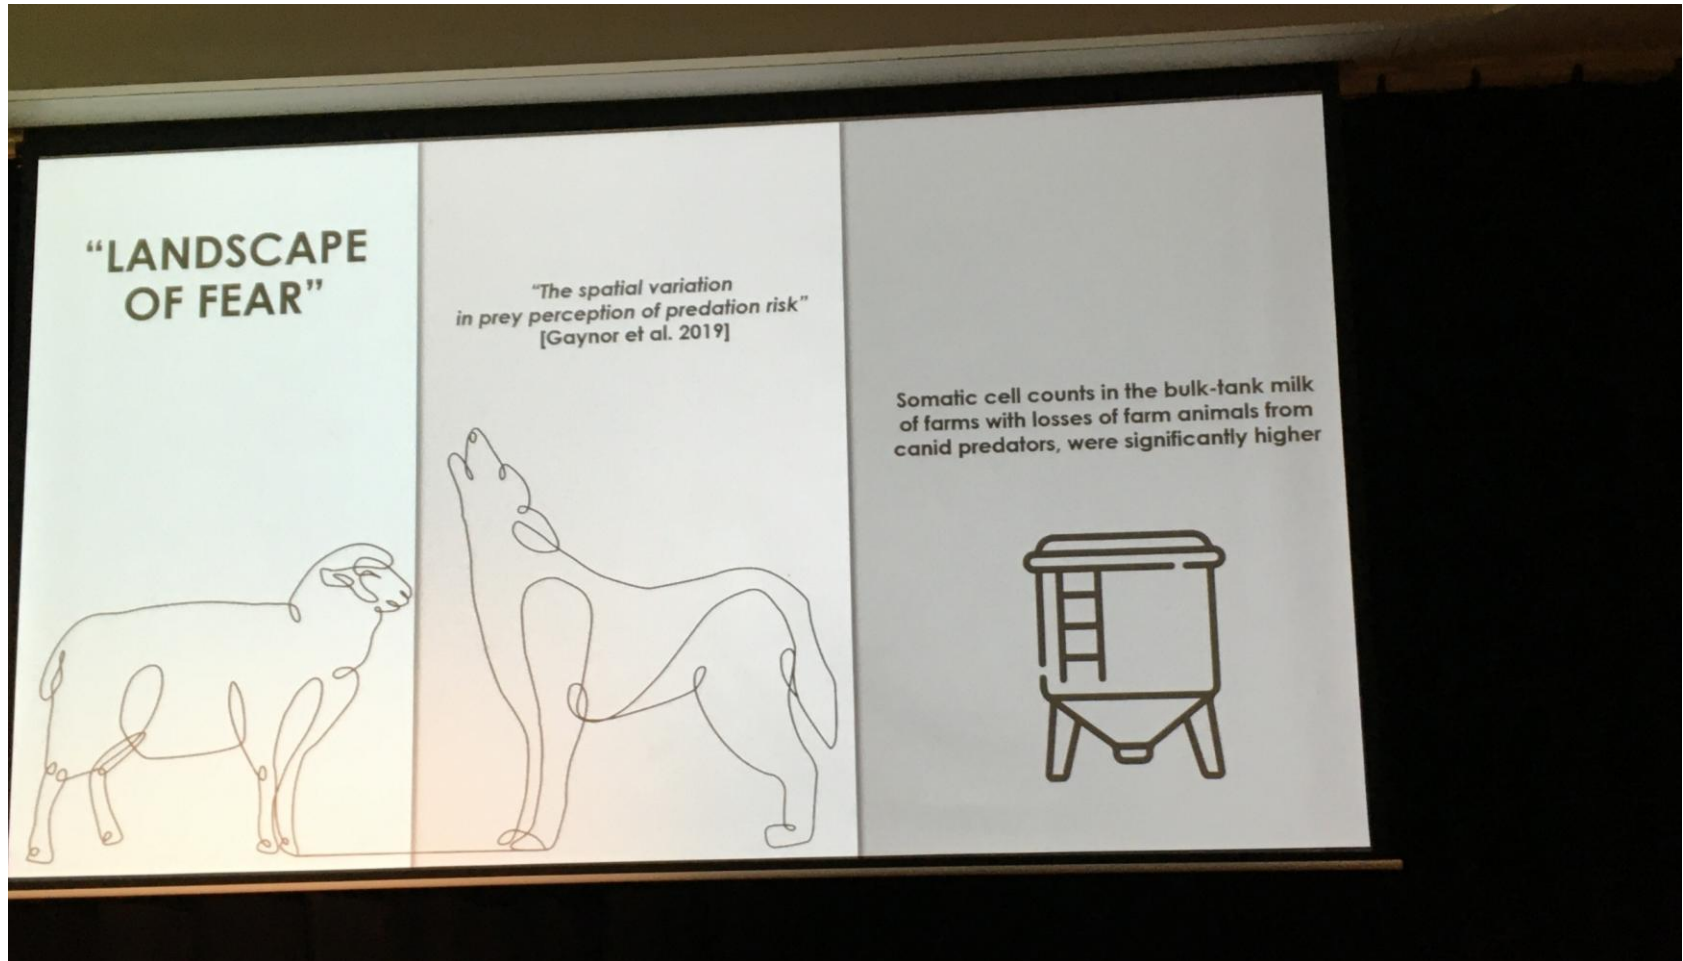 “LANDSCAPE
OF FEAR”
“The spatial variation
in prey perception of predation risk”
[Gaynor et al. 2019]
Somatic cell counts in the bulk-tank milk
of farms with losses of farm animals from
canid predators, were significantly higher